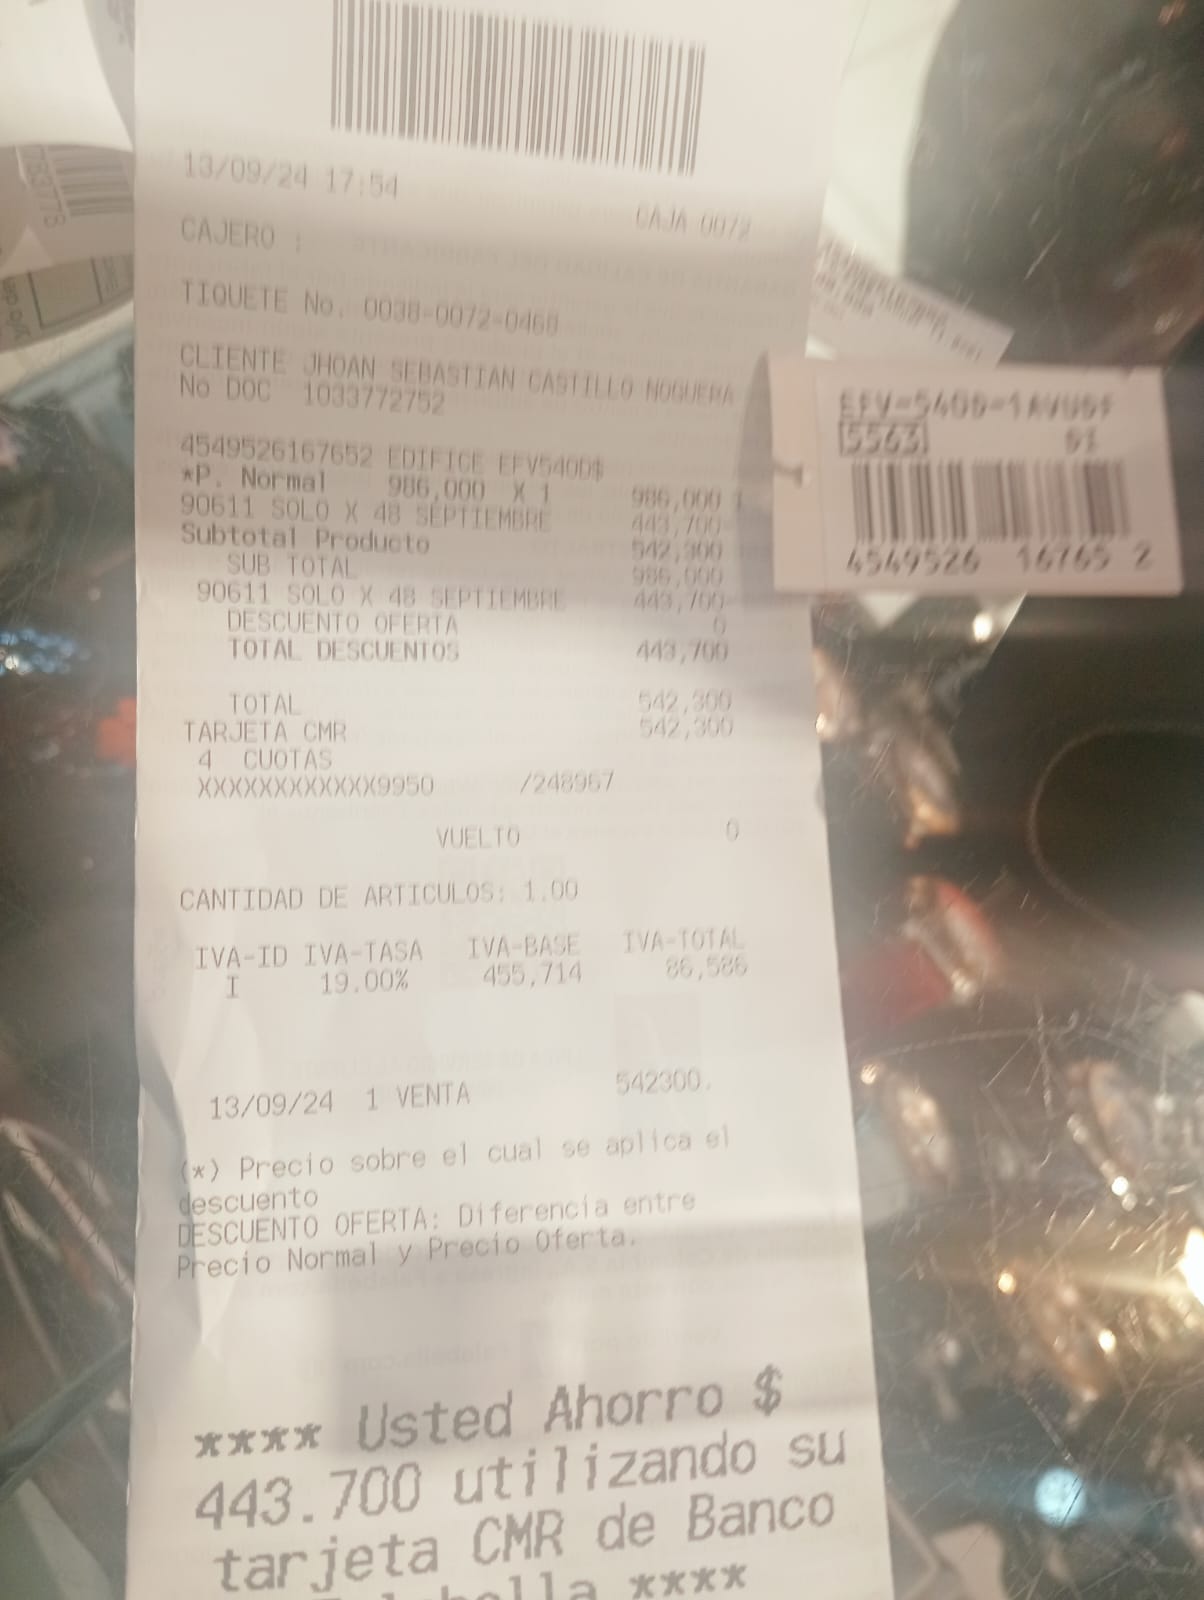 13/09/24 17:54
CAJA 0072
CAJERO :
TIQUETE No. 0038-0072-0468
CLIENTE JHOAN SEBASTIAN CASTILLO NOGUERA
No DOC 1033772752
4549526167652 EDIFICE EFV540D$
*P. Normal 986,000 X 1 986,000
90611 SOLO X 48 SEPTIEMBRE 443,700-
Subtotal Producto 542,300
SUB TOTAL 986,000
90611 SOLO X 48 SEPTIEMBRE 443,700-
DESCUENTO OFERTA 0
TOTAL DESCUENTOS 443,700
TOTAL 542,300
TARJETA CMR 542,300
4 CUOTAS
XXXXXXXXXXXX9950 /248967
VUELTO 0
CANTIDAD DE ARTICULOS: 1.00
IVA-ID IVA-TASA IVA-BASE IVA-TOTAL
I 19.00% 455,714 86,586
13/09/24 1 VENTA 542300.
(*) Precio sobre el cual se aplica el
descuento
DESCUENTO OFERTA: Diferencia entre
Precio Normal y Precio Oferta.
**** Usted Ahorro $
443.700 utilizando su
tarjeta CMR de Banco
****
EFV-540D-1AVUDF
5563
4549526 16765 2